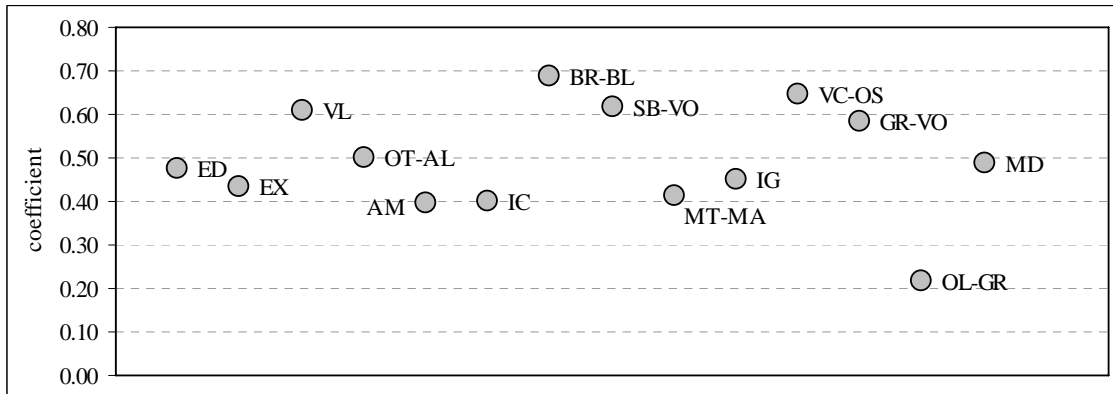 0.80
0.70
0.60
0.50
0.40
0.30
0.20
0.10
0.00
coefficient
ED
EX
VL
OT-AL
AM
IC
BR-BL
SB-VO
MT-MA
IG
VC-OS
GR-VO
OL-GR
MD